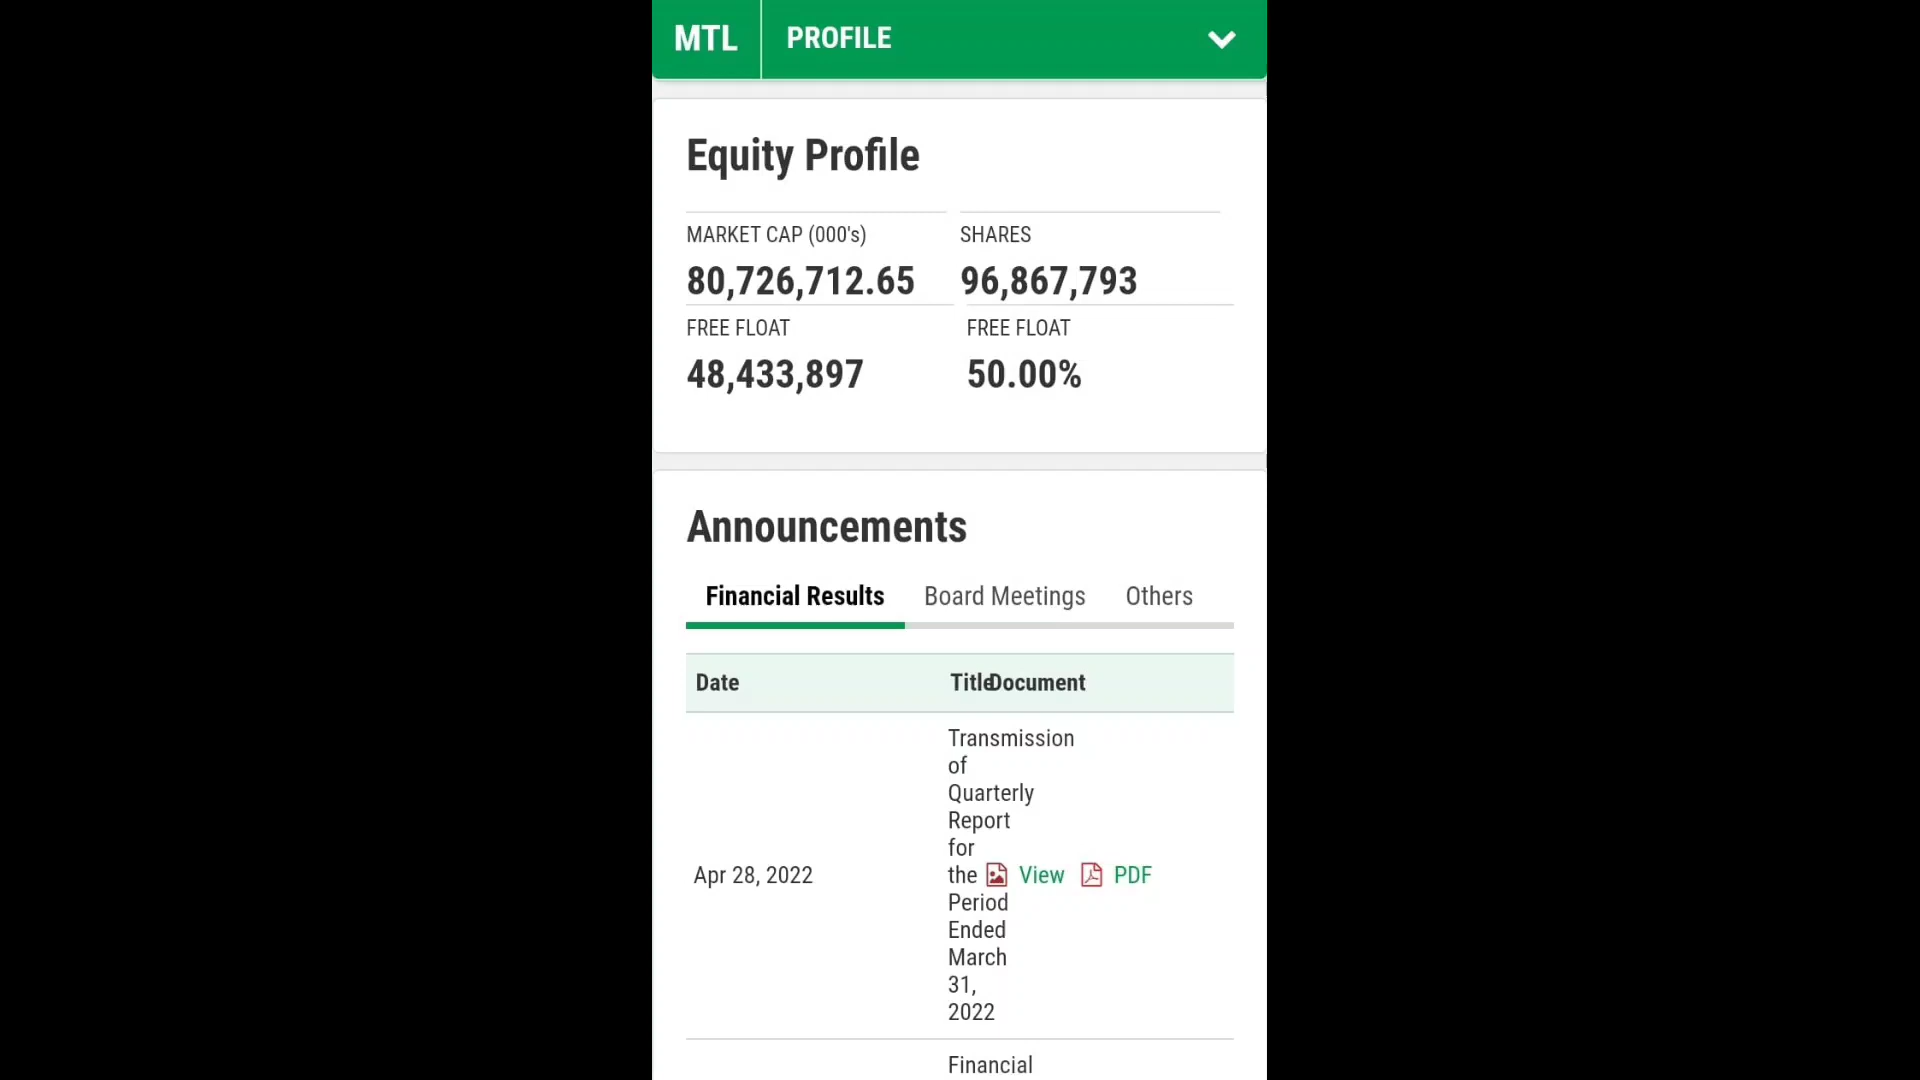 MTL PROFILE
Equity Profile
MARKET CAP (000's) SHARES
80,726,712.65 96,867,793
FREE FLOAT FREE FLOAT
48,433,897 50.00%
Announcements
Financial Results Board Meetings Others
Date Title Document
Transmission
of
Quarterly
Report
for
Apr 28, 2022 the View PDF
Period
Ended
March
31,
2022
Financial